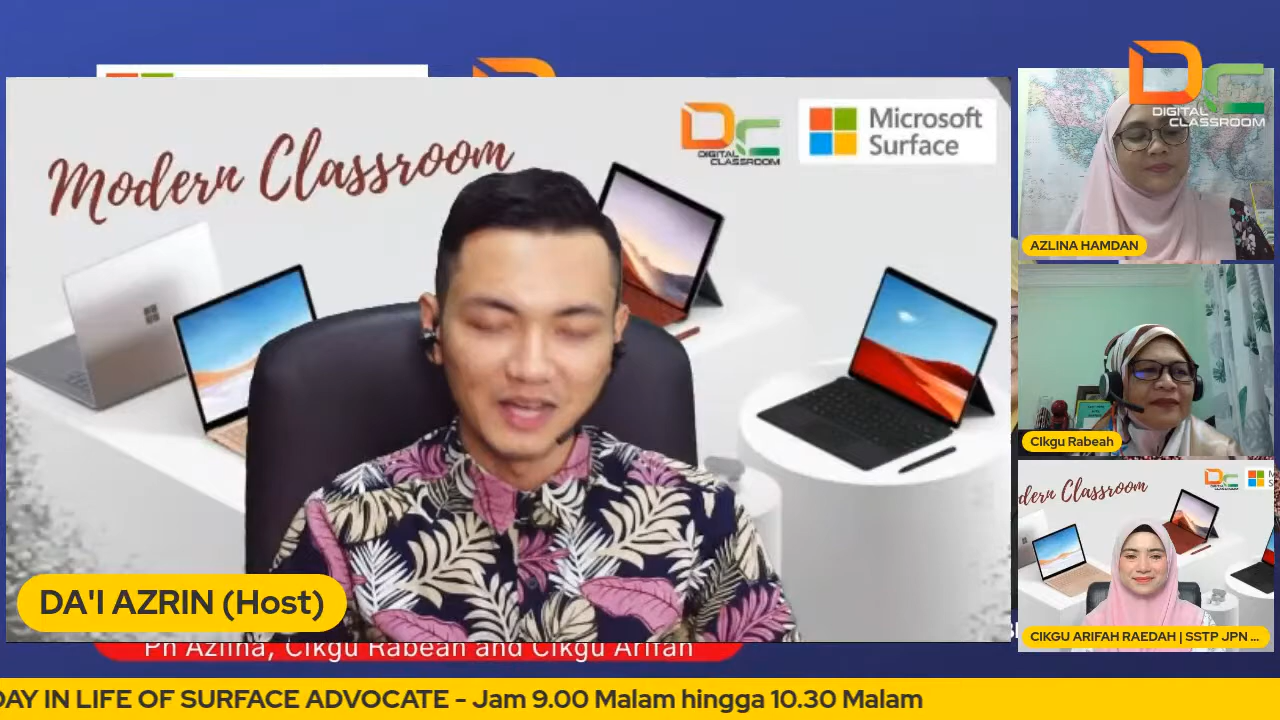 Modern Classroom
DC
DIGITAL
CLASSROOM
Microsoft
Surface
DC
DIGITAL
CLASSROOM
AZLINA HAMDAN
CIkgu Rabeah
dern Classroom
CIKGU ARIFAH RAEDAH | SSTP JPN ...
DA'I AZRIN (Host)
Pn Azlina, Cikgu Rabeah and Cikgu Arifah
DAY IN LIFE OF SURFACE ADVOCATE - Jam 9.00 Malam hingga 10.30 Malam